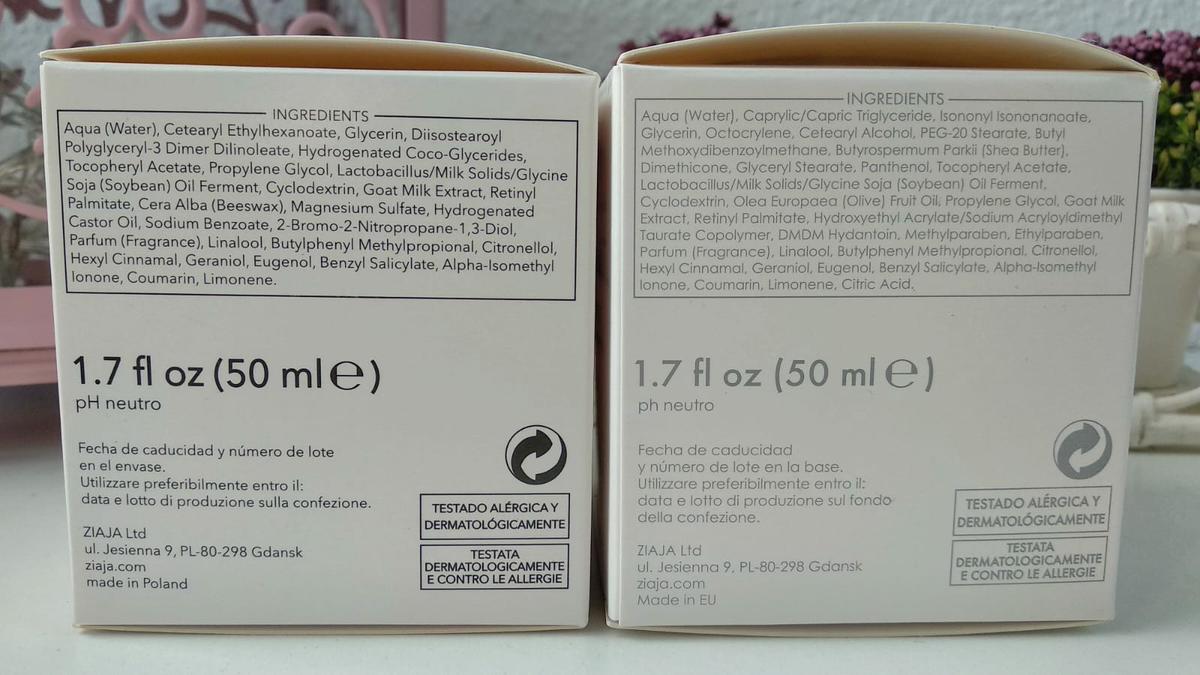 INGREDIENTS
Aqua (Water), Cetearyl Ethylhexanoate, Glycerin, Diisostearoyl
Polyglyceryl-3 Dimer Dilinoleate, Hydrogenated Coco-Glycerides,
Tocopheryl Acetate, Propylene Glycol, Lactobacillus/Milk Solids/Glycine
Soja (Soybean) Oil Ferment, Cyclodextrin, Goat Milk Extract, Retinyl
Palmitate, Cera Alba (Beeswax), Magnesium Sulfate, Hydrogenated
Castor Oil, Sodium Benzoate, 2-Bromo-2-Nitropropane-1,3-Diol,
Parfum (Fragrance), Linalool, Butylphenyl Methylpropional, Citronellol,
Hexyl Cinnamal, Geraniol, Eugenol, Benzyl Salicylate, Alpha-Isomethyl
Ionone, Coumarin, Limonene.
1.7 fl oz (50 ml ℮)
pH neutro
Fecha de caducidad y número de lote
en el envase.
Utilizzare preferibilmente entro il:
data e lotto di produzione sulla confezione.
ZIAJA Ltd
ul. Jesienna 9, PL-80-298 Gdansk
ziaja.com
made in Poland
TESTADO ALÉRGICA Y
DERMATOLÓGICAMENTE
TESTATA
DERMATOLOGICAMENTE
E CONTRO LE ALLERGIE
INGREDIENTS
Aqua (Water), Caprylic/Capric Triglyceride, Isononyl Isononanoate,
Glycerin, Octocrylene, Cetearyl Alcohol, PEG-20 Stearate, Butyl
Methoxydibenzoylmethane, Butyrospermum Parkii (Shea Butter),
Dimethicone, Glyceryl Stearate, Panthenol, Tocopheryl Acetate,
Lactobacillus/Milk Solids/Glycine Soja (Soybean) Oil Ferment,
Cyclodextrin, Olea Europaea (Olive) Fruit Oil, Propylene Glycol, Goat Milk
Extract, Retinyl Palmitate, Hydroxyethyl Acrylate/Sodium Acryloyldimethyl
Taurate Copolymer, DMDM Hydantoin, Methylparaben, Ethylparaben,
Parfum (Fragrance), Linalool, Butylphenyl Methylpropional, Citronellol,
Hexyl Cinnamal, Geraniol, Eugenol, Benzyl Salicylate, Alpha-Isomethyl
Ionone, Coumarin, Limonene, Citric Acid.
1.7 fl oz (50 ml ℮)
ph neutro
Fecha de caducidad
y número de lote en la base.
Utilizzare preferibilmente entro il:
data e lotto di produzione sul fondo
della confezione.
ZIAJA Ltd
ul. Jesienna 9, PL-80-298 Gdansk
ziaja.com
Made in EU
TESTADO ALÉRGICA Y
DERMATOLÓGICAMENTE
TESTATA
DERMATOLOGICAMENTE
E CONTRO LE ALLERGIE